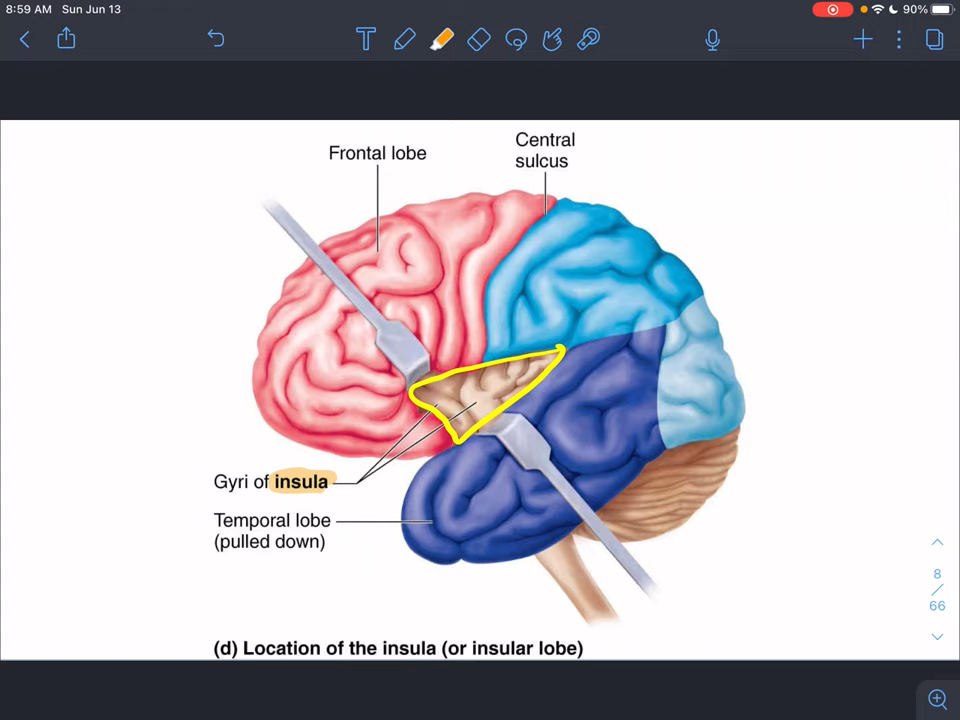 8:59 AM Sun Jun 13
90%
T
Frontal lobe
Central
sulcus
Gyri of insula
Temporal lobe
(pulled down)
8
/
66
(d) Location of the insula (or insular lobe)